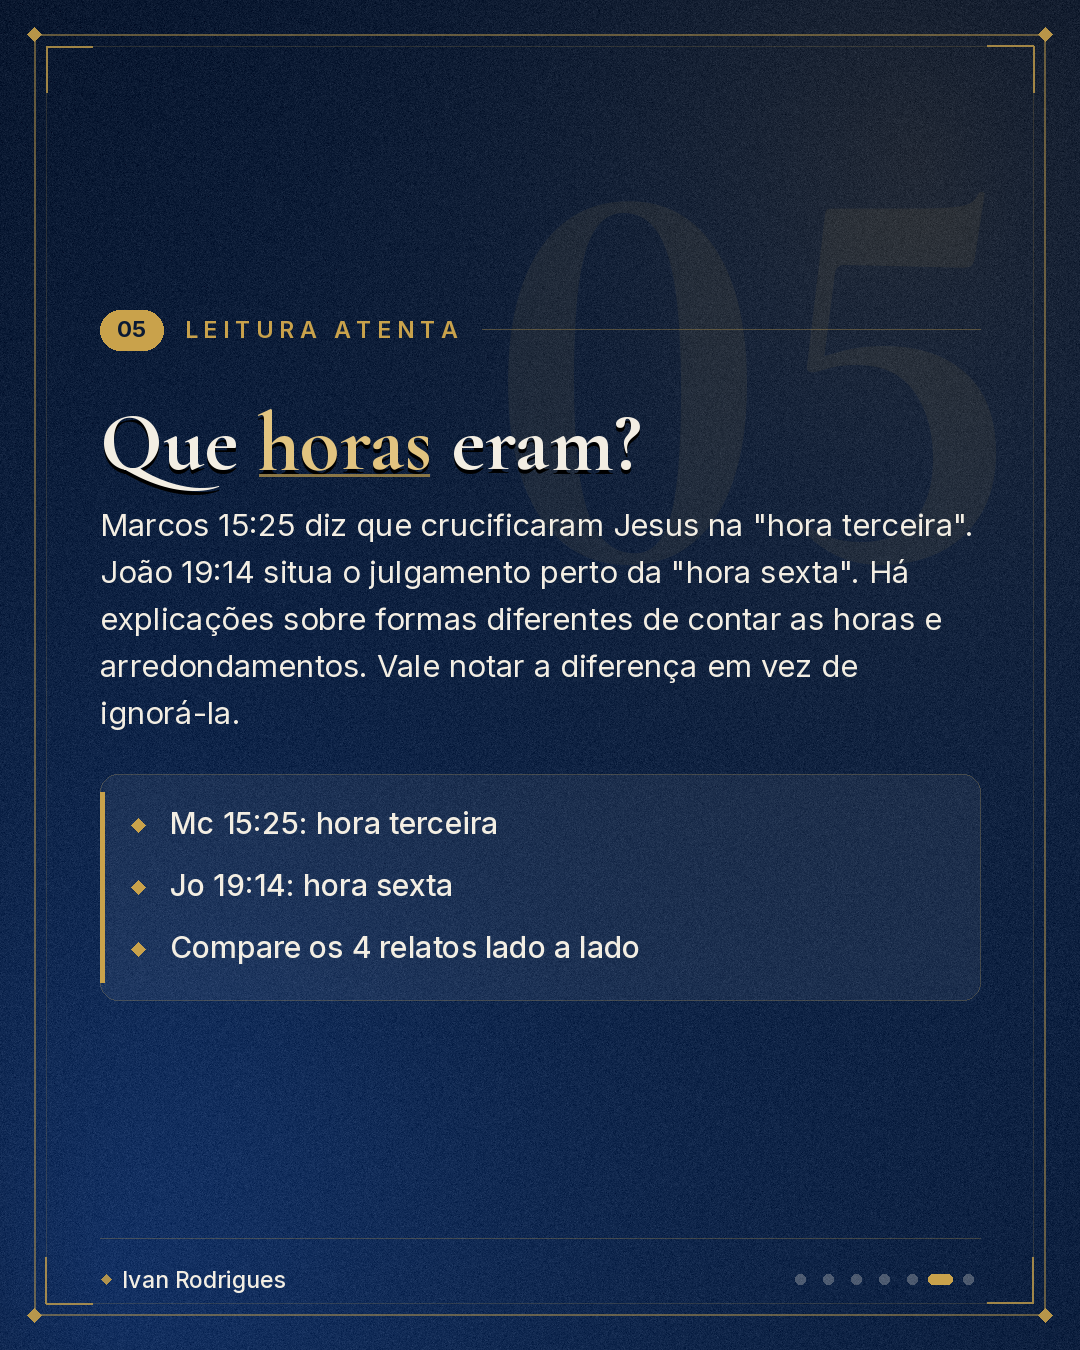 05
05 LEITURA ATENTA
Que horas eram?
Marcos 15:25 diz que crucificaram Jesus na "hora terceira".
João 19:14 situa o julgamento perto da "hora sexta". Há
explicações sobre formas diferentes de contar as horas e
arredondamentos. Vale notar a diferença em vez de
ignorá-la.
Mc 15:25: hora terceira
Jo 19:14: hora sexta
Compare os 4 relatos lado a lado
Ivan Rodrigues